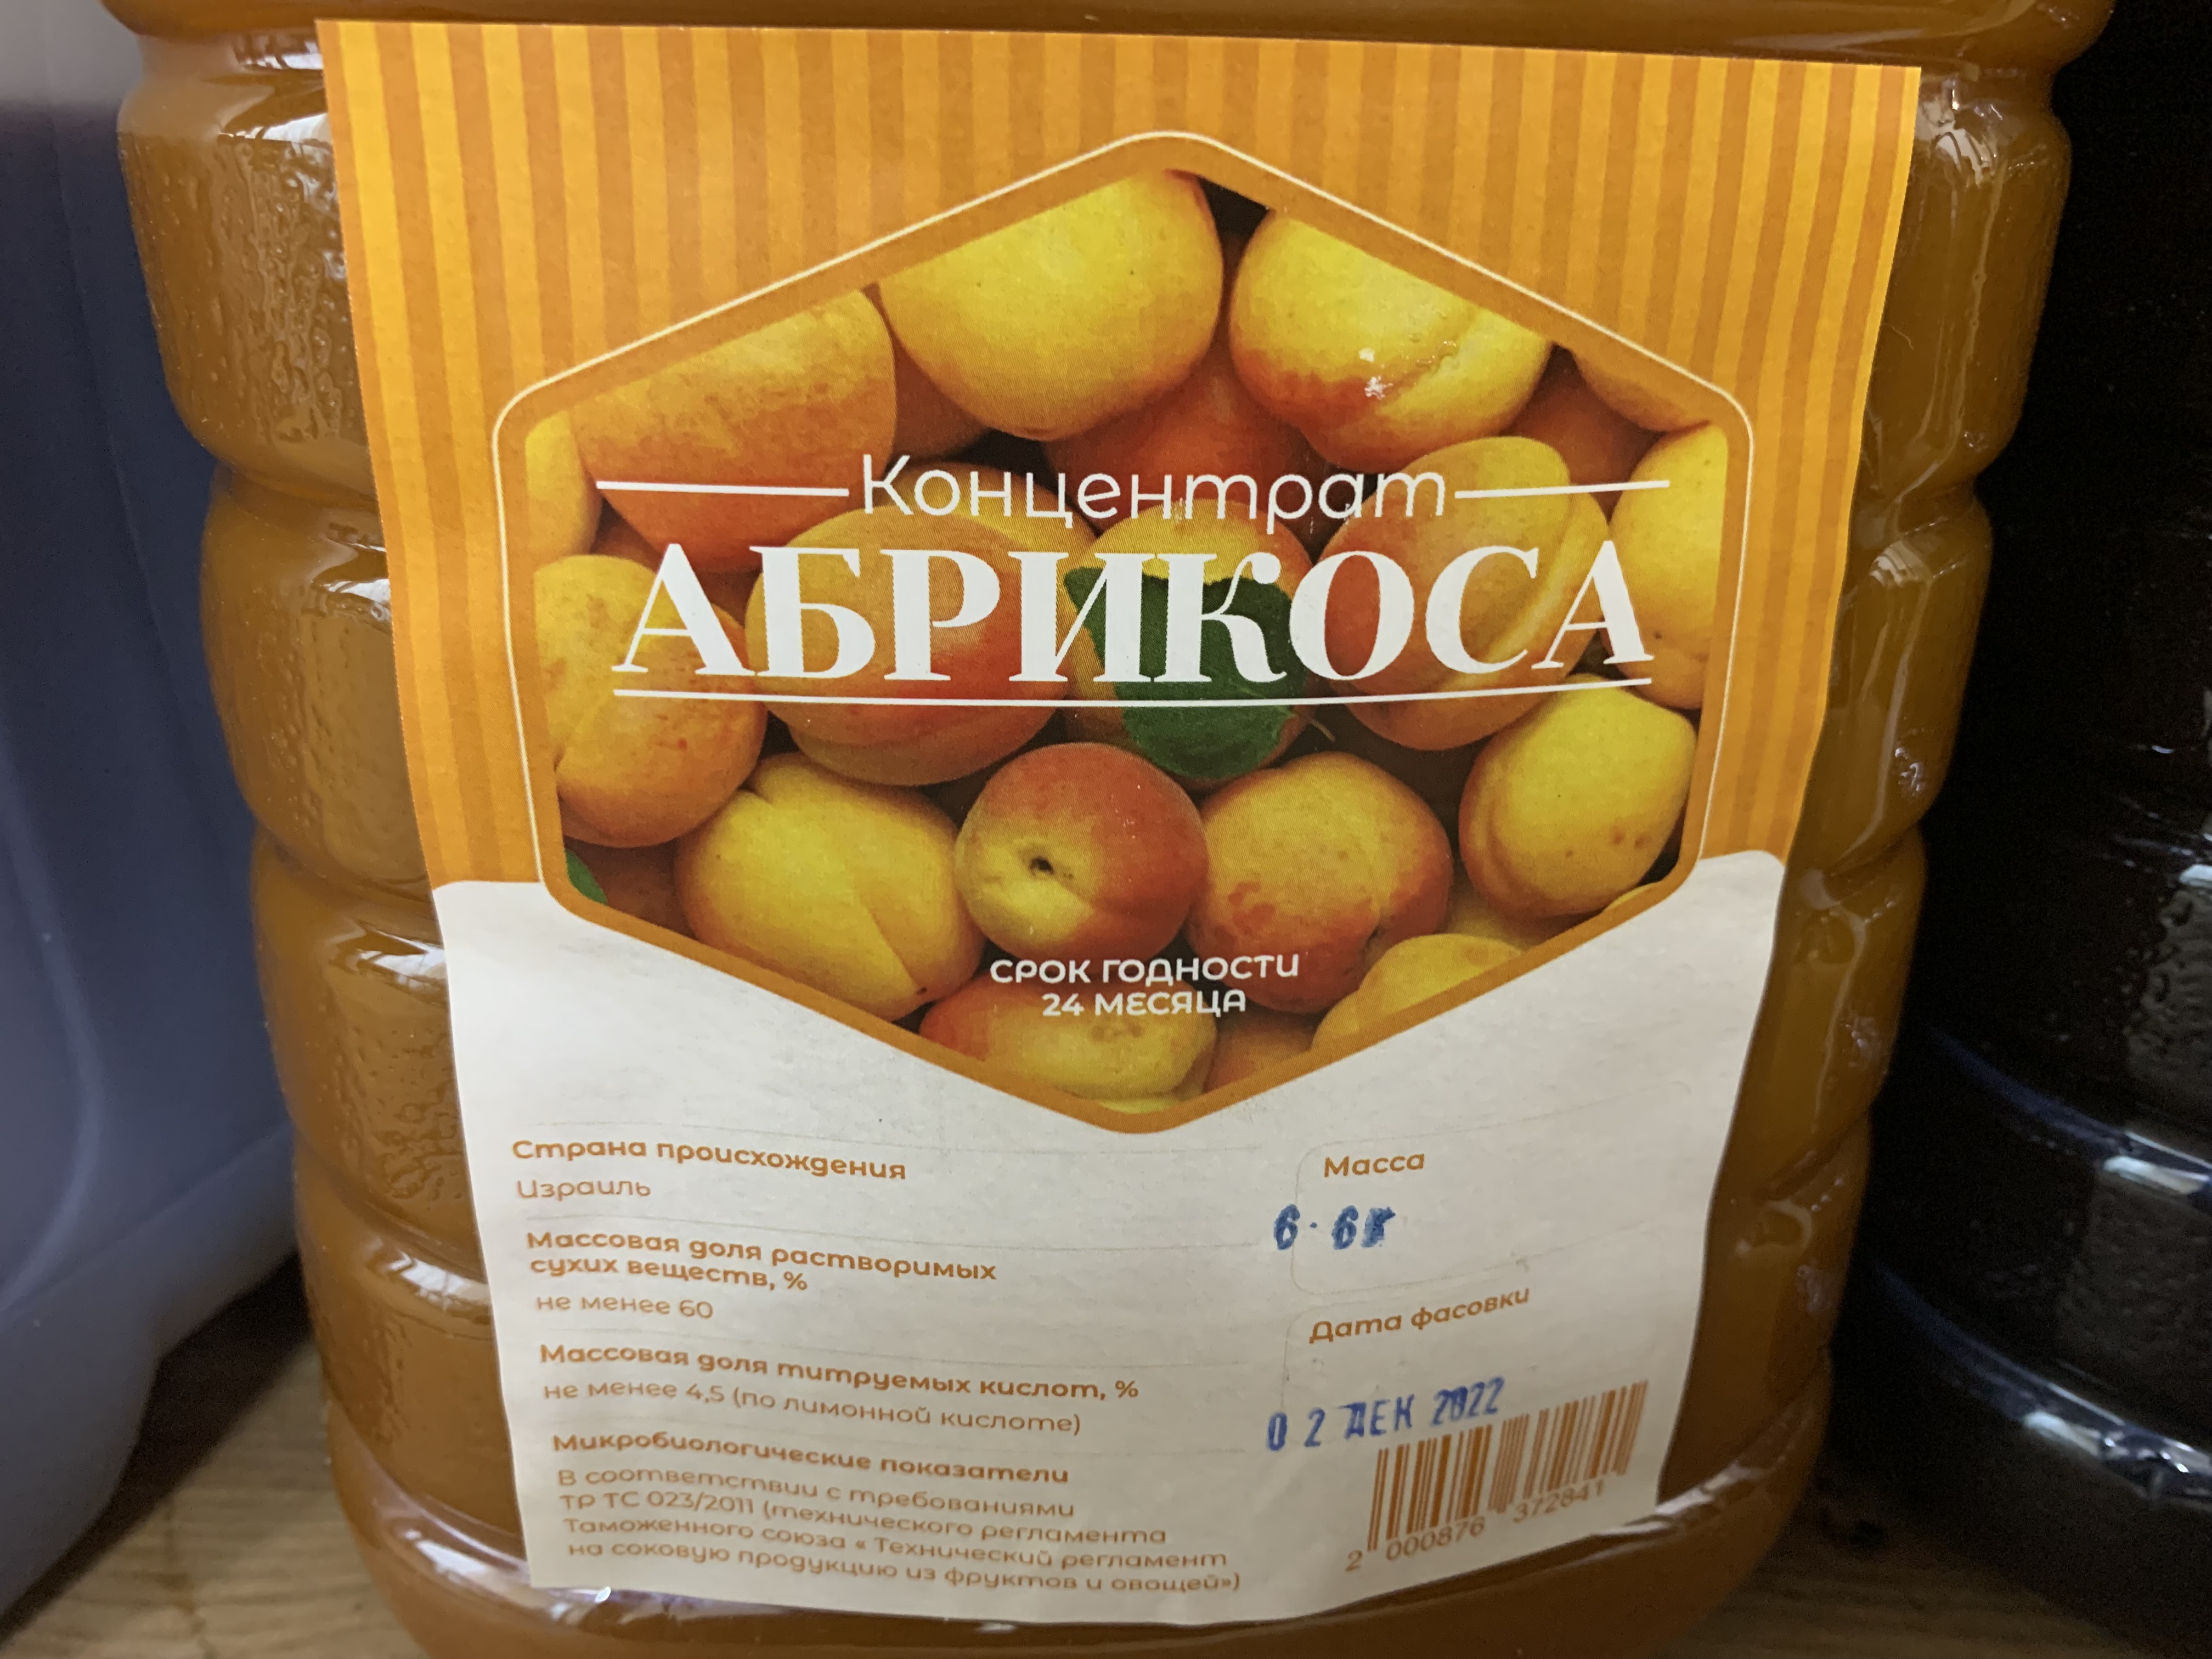 Концентрат
АБРИКОСА
СРОК ГОДНОСТИ
24 МЕСЯЦА
Страна происхождения
Израиль
Массовая доля растворимых
сухих веществ, %
не менее 60
Массовая доля титруемых кислот, %
не менее 4,5 (по лимонной кислоте)
Микробиологические показатели
В соответствии с требованиями
ТР ТС 023/2011 (технического регламента
Таможенного союза « Технический регламент
на соковую продукцию из фруктов и овощей»)
Масса
6.6К
Дата фасовки
02 ДЕК 2022
2 000876 372841